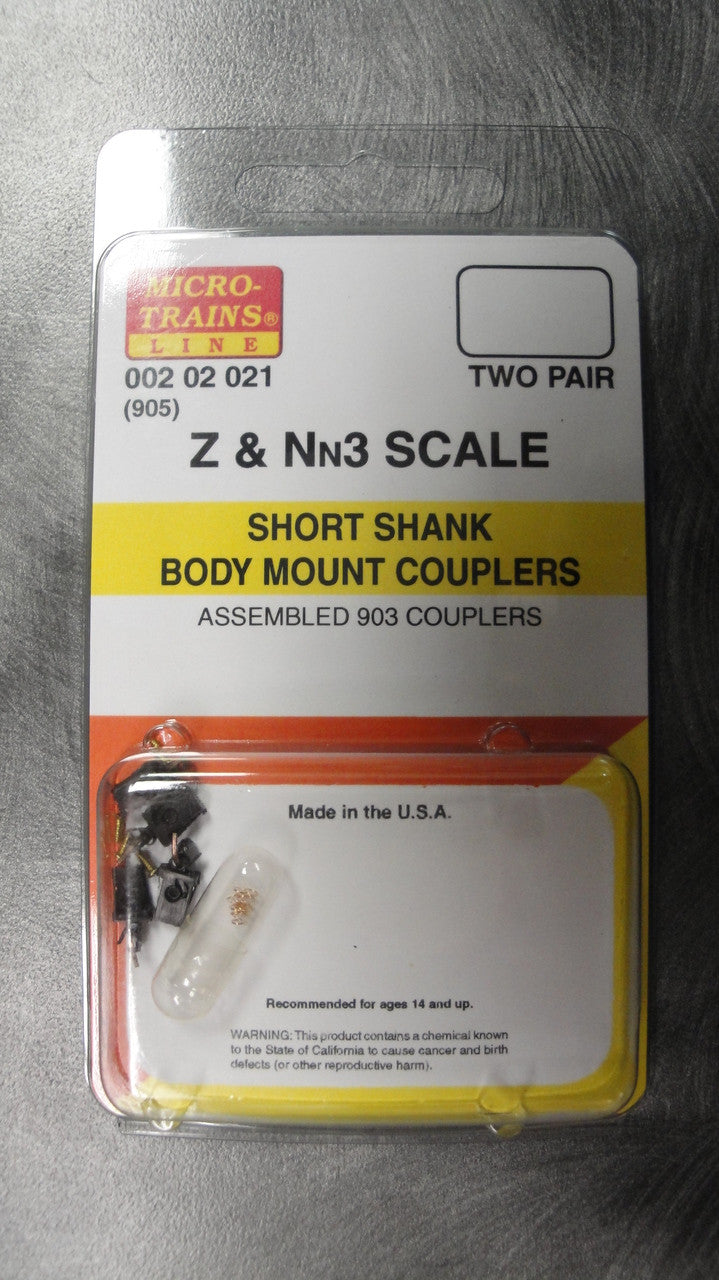 MICRO-
TRAINS®
LINE
002 02 021
TWO PAIR
(905)
Z & NN3 SCALE
SHORT SHANK
BODY MOUNT COUPLERS
ASSEMBLED 903 COUPLERS
Made in the U.S.A.
Recommended for ages 14 and up.
WARNING: This product contains a chemical known
to the State of California to cause cancer and birth
defects (or other reproductive harm).